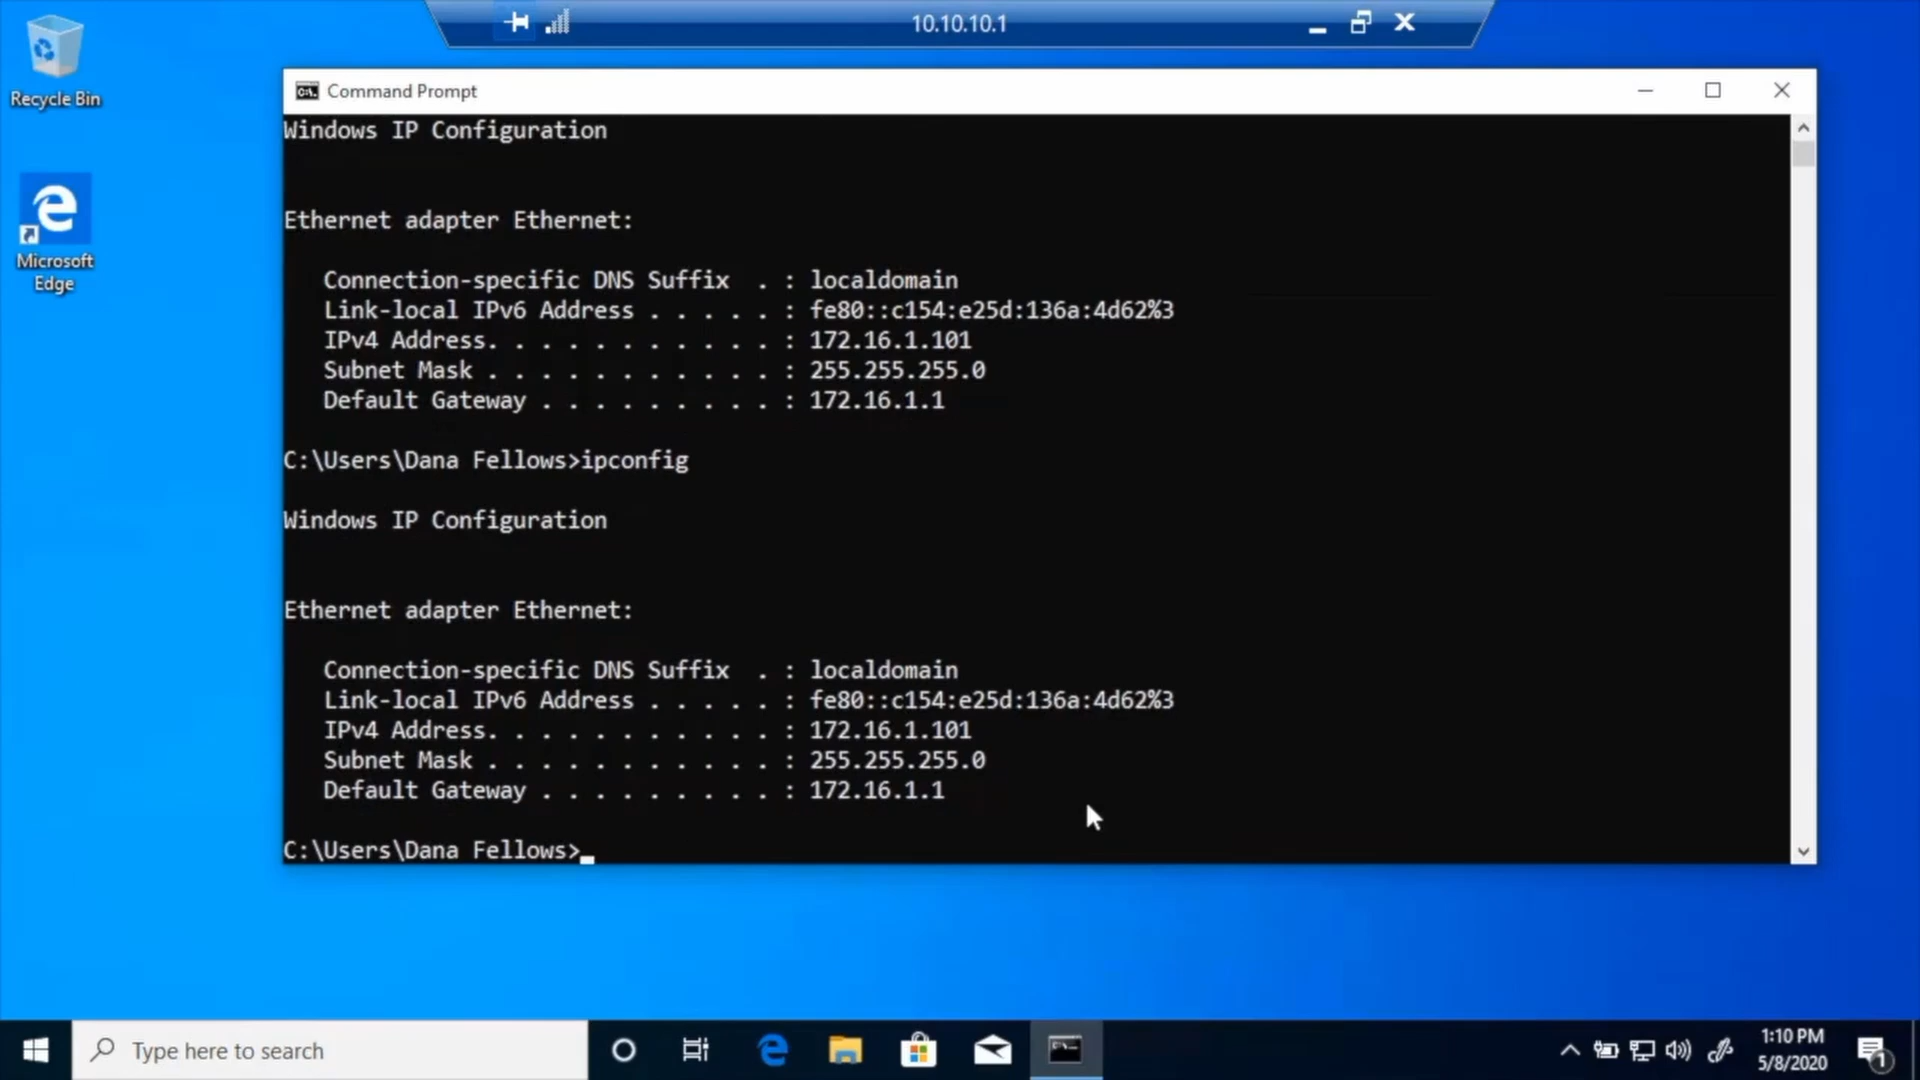 10.10.10.1
Recycle Bin
Microsoft
Edge
Command Prompt
Windows IP Configuration
Ethernet adapter Ethernet:
Connection-specific DNS Suffix  . : localdomain
Link-local IPv6 Address . . . . . : fe80::c154:e25d:136a:4d62%3
IPv4 Address. . . . . . . . . . . : 172.16.1.101
Subnet Mask . . . . . . . . . . . : 255.255.255.0
Default Gateway . . . . . . . . . : 172.16.1.1
C:\Users\Dana Fellows>ipconfig
Windows IP Configuration
Ethernet adapter Ethernet:
Connection-specific DNS Suffix  . : localdomain
Link-local IPv6 Address . . . . . : fe80::c154:e25d:136a:4d62%3
IPv4 Address. . . . . . . . . . . : 172.16.1.101
Subnet Mask . . . . . . . . . . . : 255.255.255.0
Default Gateway . . . . . . . . . : 172.16.1.1
C:\Users\Dana Fellows>
Type here to search
1:10 PM
5/8/2020
1